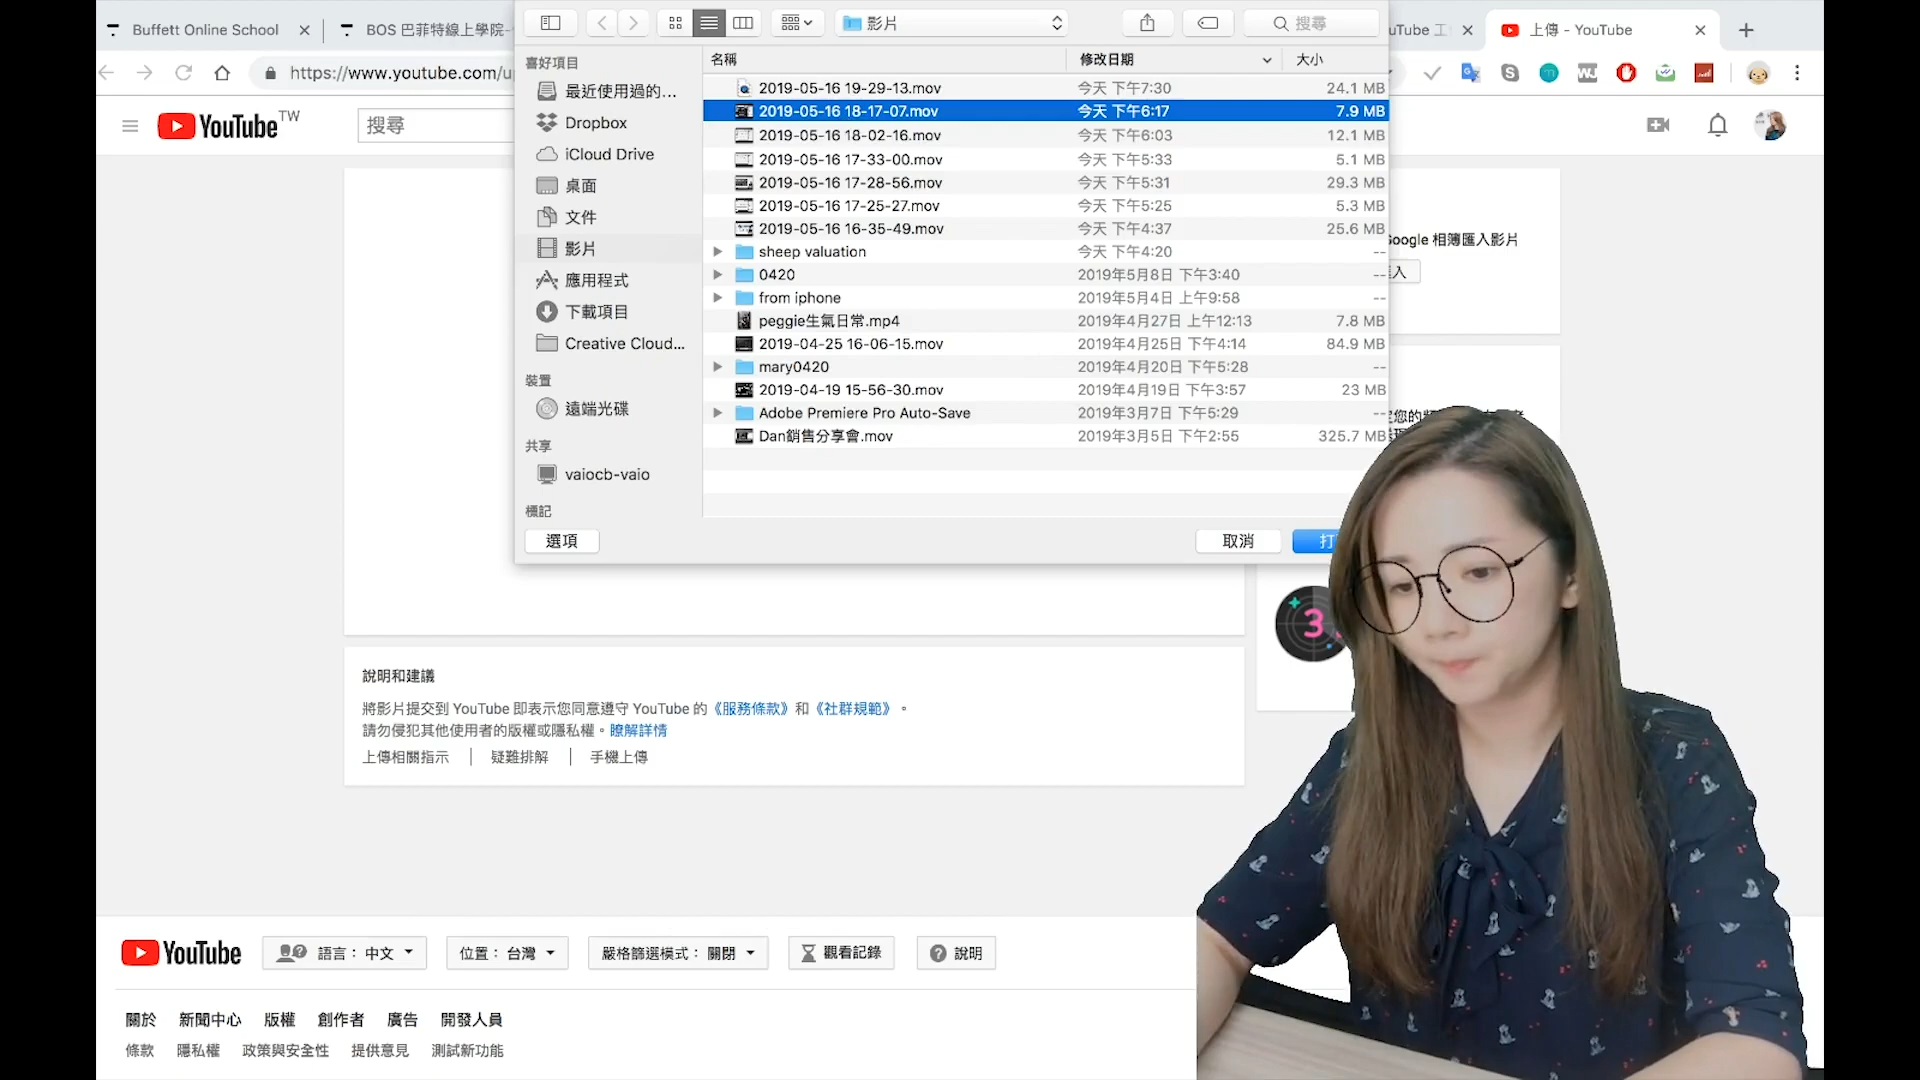 Buffett Online School
BOS 巴菲特線上學院
影片
搜尋
uTube 工
上傳 - YouTube
https://www.youtube.com/u
YouTube TW
搜尋
喜好項目
最近使用過的…
Dropbox
iCloud Drive
桌面
文件
影片
應用程式
下載項目
Creative Cloud…
裝置
遠端光碟
共享
vaiocb-vaio
標記
名稱 修改日期 大小
2019-05-16 19-29-13.mov 今天 下午7:30 24.1 MB
2019-05-16 18-17-07.mov 今天 下午6:17 7.9 MB
2019-05-16 18-02-16.mov 今天 下午6:03 12.1 MB
2019-05-16 17-33-00.mov 今天 下午5:33 5.1 MB
2019-05-16 17-28-56.mov 今天 下午5:31 29.3 MB
2019-05-16 17-25-27.mov 今天 下午5:25 5.3 MB
2019-05-16 16-35-49.mov 今天 下午4:37 25.6 MB
sheep valuation 今天 下午4:20 --
0420 2019年5月8日 下午3:40 --
from iphone 2019年5月4日 上午9:58 --
peggie生氣日常.mp4 2019年4月27日 上午12:13 7.8 MB
2019-04-25 16-06-15.mov 2019年4月25日 下午4:14 84.9 MB
mary0420 2019年4月20日 下午5:28 --
2019-04-19 15-56-30.mov 2019年4月19日 下午3:57 23 MB
Adobe Premiere Pro Auto-Save 2019年3月7日 下午5:29 --
Dan銷售分享會.mov 2019年3月5日 下午2:55 325.7 MB
選項 取消 打
Google 相簿匯入影片
入
3
說明和建議
將影片提交到 YouTube 即表示您同意遵守 YouTube 的《服務條款》和《社群規範》。
請勿侵犯其他使用者的版權或隱私權。瞭解詳情
上傳相關指示 | 疑難排解 | 手機上傳
YouTube 語言：中文 位置：台灣 嚴格篩選模式：關閉 觀看記錄 說明
關於 新聞中心 版權 創作者 廣告 開發人員
條款 隱私權 政策與安全性 提供意見 測試新功能